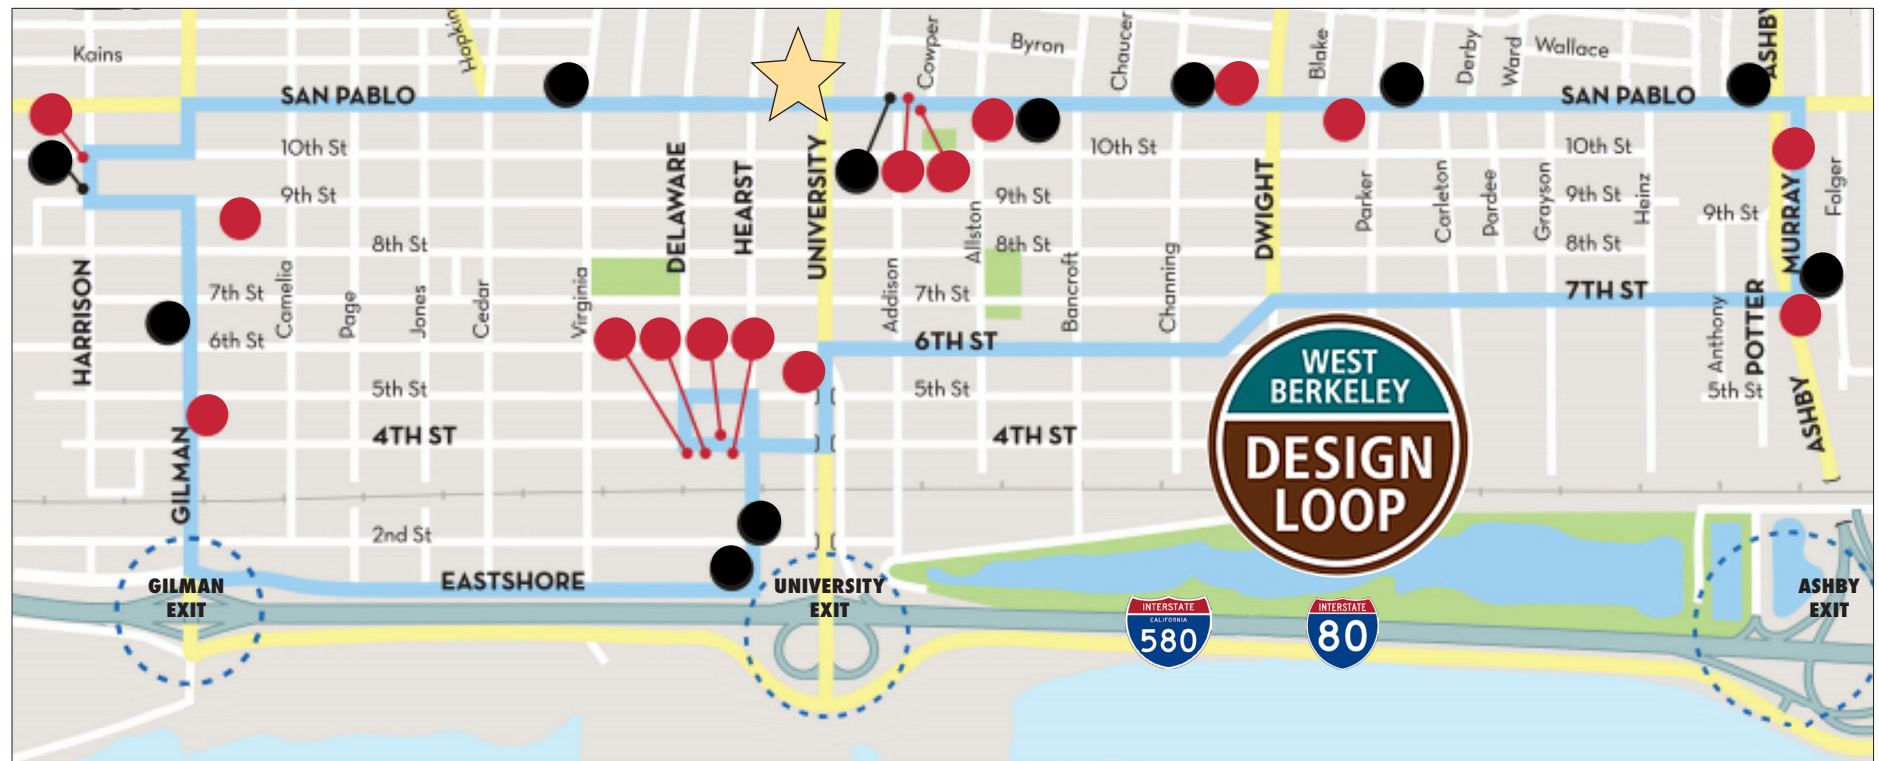 Kains
Hopkin
Cowper
Byron
Chaucer
Blake
Derby
Ward
Wallace
ASHBY
SAN PABLO
SAN PABLO
10th St
10th St
10th St
9th St
9th St
9th St
9th St
8th St
8th St
8th St
7th St
7th St
7TH ST
6th St
6TH ST
5th St
5th St
5th St
4TH ST
4TH ST
2nd St
HARRISON
GILMAN
Camelia
Page
Jones
Cedar
Virginia
DELAWARE
HEARST
UNIVERSITY
Addison
Allston
Bancroft
Channing
DWIGHT
Parker
Carleton
Pardee
Grayson
Heinz
Anthony
POTTER
MURRAY
Folger
ASHBY
WEST
BERKELEY
DESIGN
LOOP
EASTSHORE
GILMAN
EXIT
UNIVERSITY
EXIT
ASHBY
EXIT
INTERSTATE
CALIFORNIA
580
INTERSTATE
80